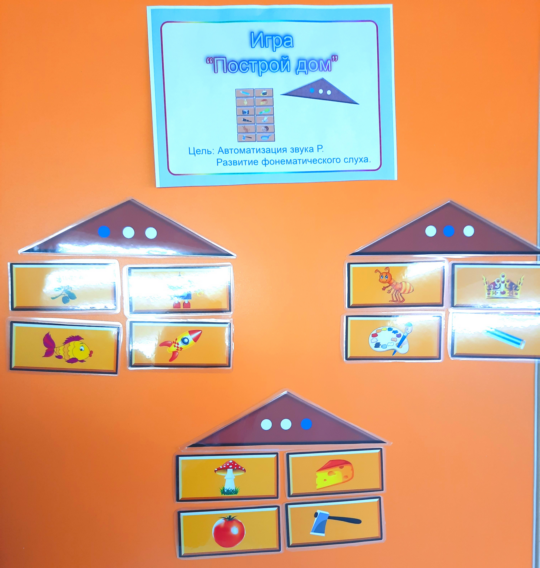 Игра
"Построй дом"
Цель: Автоматизация звука Р.
Развитие фонематического слуха.